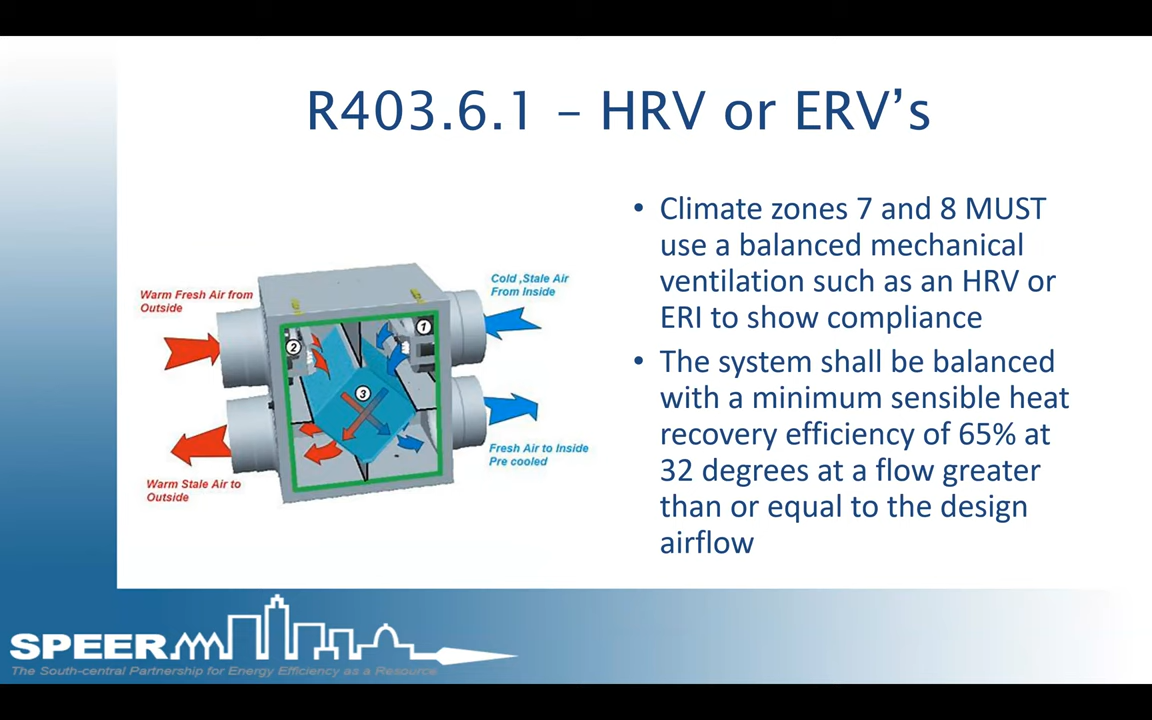 R403.6.1 – HRV or ERV’s
Warm Fresh Air from
Outside
Cold ,Stale Air
From Inside
1
2
3
Fresh Air to Inside
Pre cooled
Warm Stale Air to
Outside
• Climate zones 7 and 8 MUST
use a balanced mechanical
ventilation such as an HRV or
ERI to show compliance
• The system shall be balanced
with a minimum sensible heat
recovery efficiency of 65% at
32 degrees at a flow greater
than or equal to the design
airflow
SPEER
The South-central Partnership for Energy Efficiency as a Resource